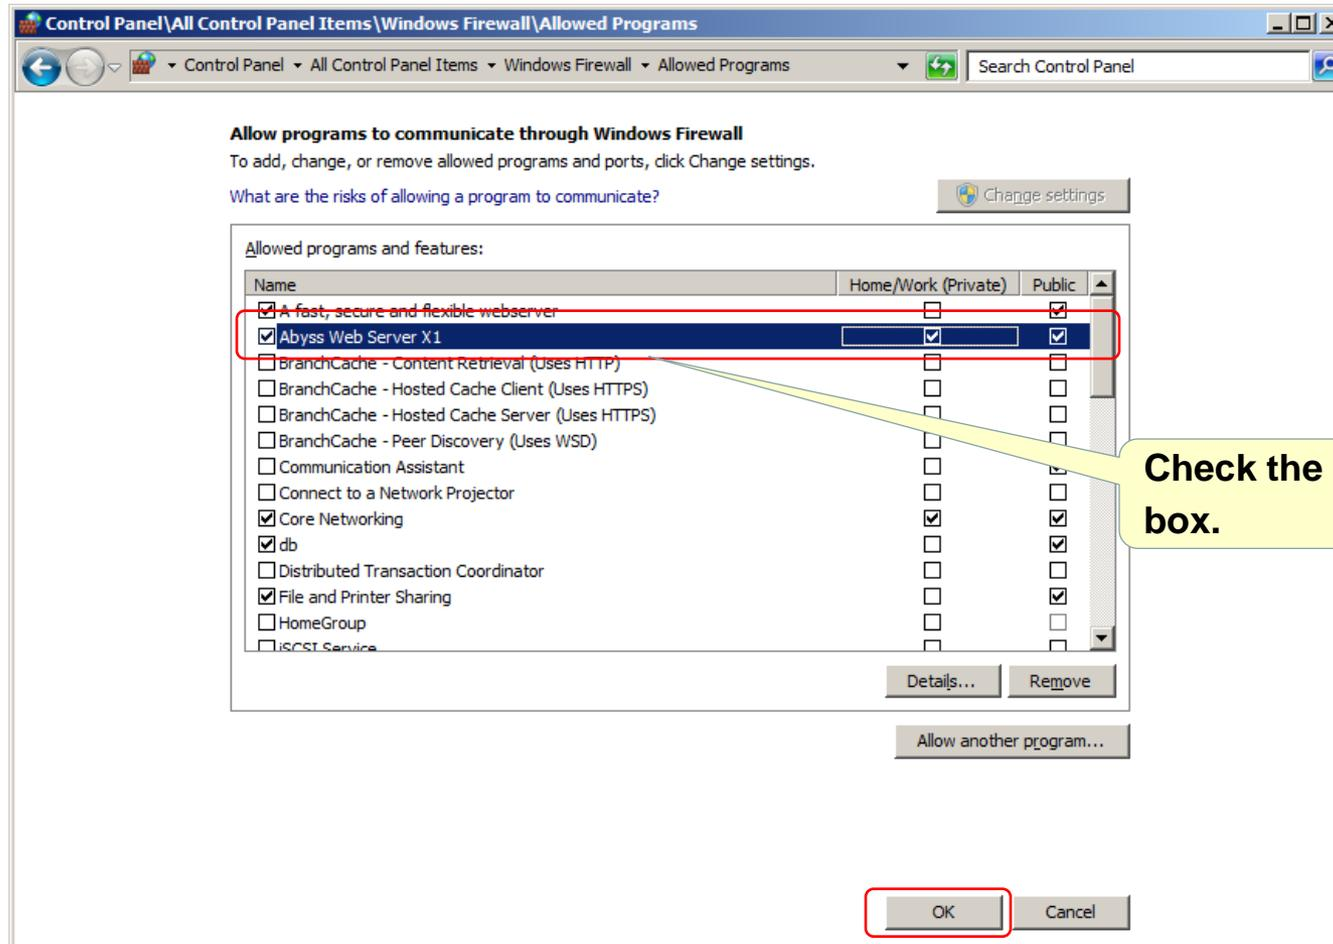 Control Panel\All Control Panel Items\Windows Firewall\Allowed Programs
Control Panel All Control Panel Items Windows Firewall Allowed Programs Search Control Panel
Allow programs to communicate through Windows Firewall
To add, change, or remove allowed programs and ports, click Change settings.
What are the risks of allowing a program to communicate? Change settings
Allowed programs and features:
Name Home/Work (Private) Public
A fast, secure and flexible webserver
Abyss Web Server X1
BranchCache - Content Retrieval (Uses HTTP)
BranchCache - Hosted Cache Client (Uses HTTPS)
BranchCache - Hosted Cache Server (Uses HTTPS)
BranchCache - Peer Discovery (Uses WSD)
Communication Assistant
Connect to a Network Projector
Core Networking
db
Distributed Transaction Coordinator
File and Printer Sharing
HomeGroup
iSCSI Service
Check the
box.
Details... Remove
Allow another program...
OK Cancel